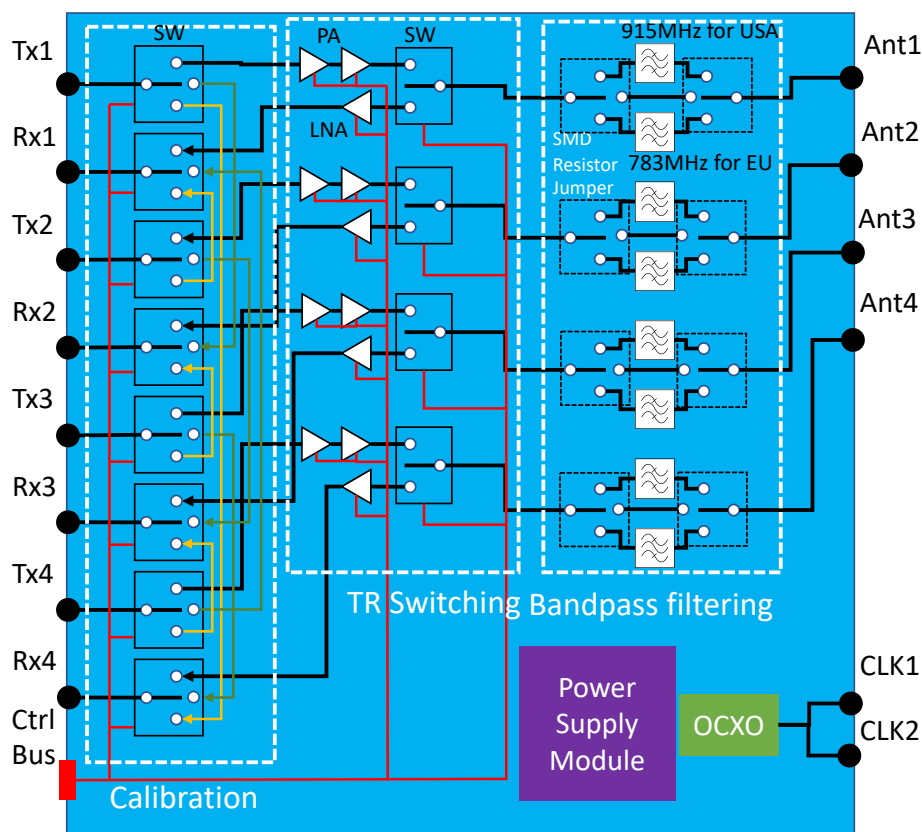 Tx1
Rx1
Tx2
Rx2
Tx3
Rx3
Tx4
Rx4
Ctrl
Bus
SW
PA
LNA
SW
915MHz for USA
SMD
Resistor
Jumper
783MHz for EU
Ant1
Ant2
Ant3
Ant4
TR Switching
Bandpass filtering
Power
Supply
Module
OCXO
CLK1
CLK2
Calibration